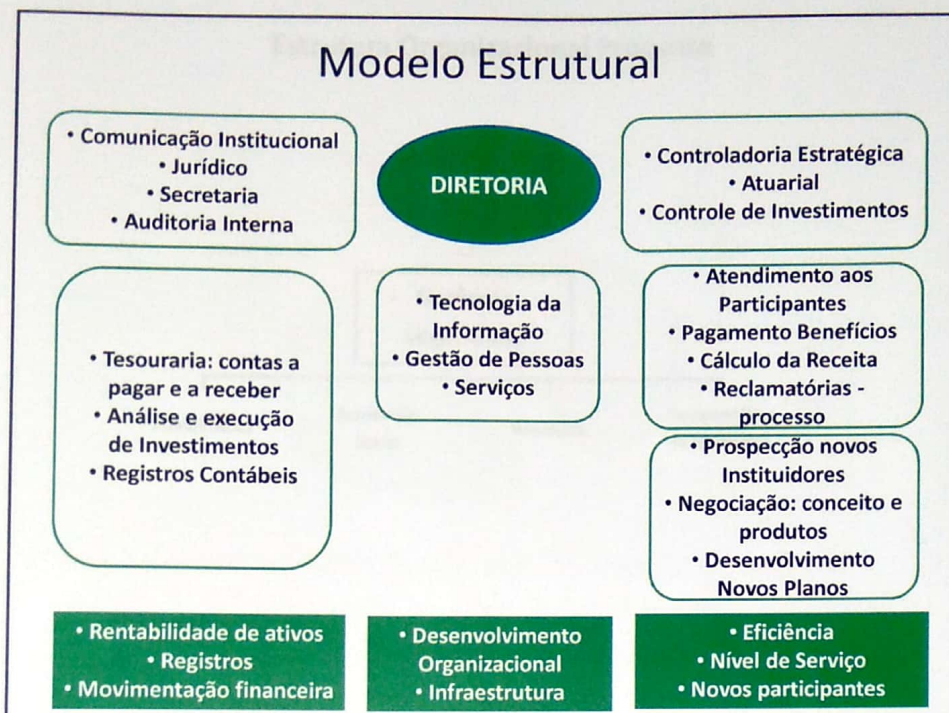 Modelo Estrutural
• Comunicação Institucional
• Jurídico
• Secretaria
• Auditoria Interna
DIRETORIA
• Controladoria Estratégica
• Atuarial
• Controle de Investimentos
• Tesouraria: contas a
pagar e a receber
• Análise e execução
de Investimentos
• Registros Contábeis
• Tecnologia da
Informação
• Gestão de Pessoas
• Serviços
• Atendimento aos
Participantes
• Pagamento Benefícios
• Cálculo da Receita
• Reclamatórias -
processo
• Prospecção novos
Instituidores
• Negociação: conceito e
produtos
• Desenvolvimento
Novos Planos
• Rentabilidade de ativos
• Registros
• Movimentação financeira
• Desenvolvimento
Organizacional
• Infraestrutura
• Eficiência
• Nível de Serviço
• Novos participantes